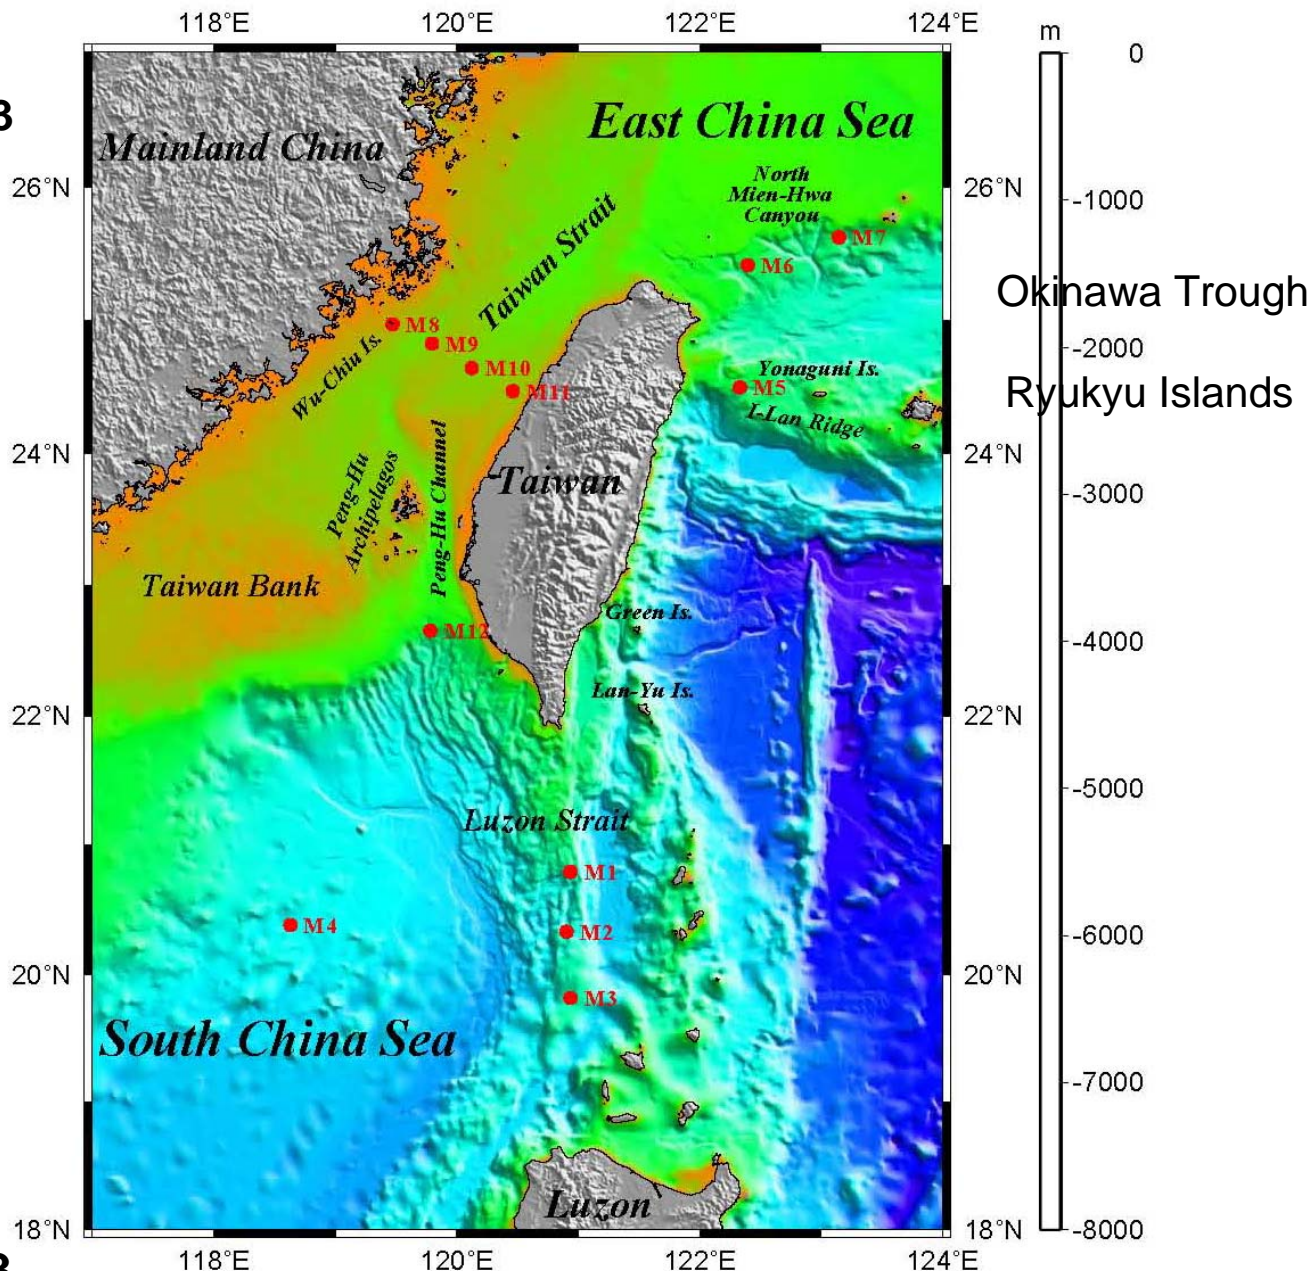 118°E
120°E
122°E
124°E
m
0
3
East China Sea
Mainland China
26°N
North
Mien-Hwa
Canyou
26°N
-1000
Taiwan Strait
M7
M6
Okinawa Trough
M8
M9
Wu-Chiu Is.
M10
M11
-2000
Yonaguni Is.
M5
I-Lan Ridge
Ryukyu Islands
24°N
24°N
Peng-Hu
Archipelagos
Peng-Hu Channel
Taiwan
-3000
Taiwan Bank
Green Is.
M12
-4000
Lan-Yu Is.
22°N
22°N
-5000
Luzon Strait
M1
M4
M2
-6000
20°N
20°N
M3
South China Sea
-7000
Luzon
18°N
18°N
-8000
118°E
120°E
122°E
124°E
3